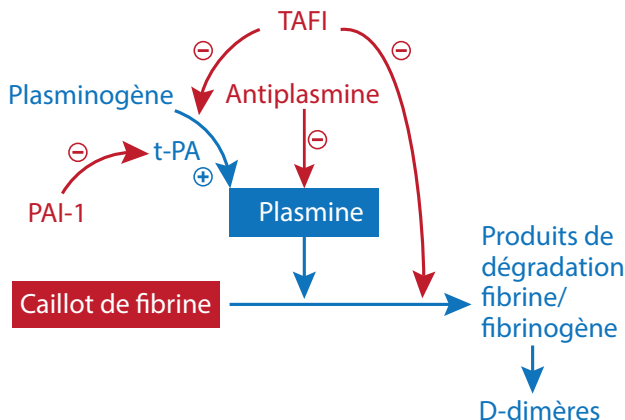 TAFI
⊖
⊖
Plasminogène
Antiplasmine
⊖
⊖
t-PA
⊕
PAI-1
Plasmine
Caillot de fibrine
Produits de
dégradation
fibrine/
fibrinogène
D-dimères